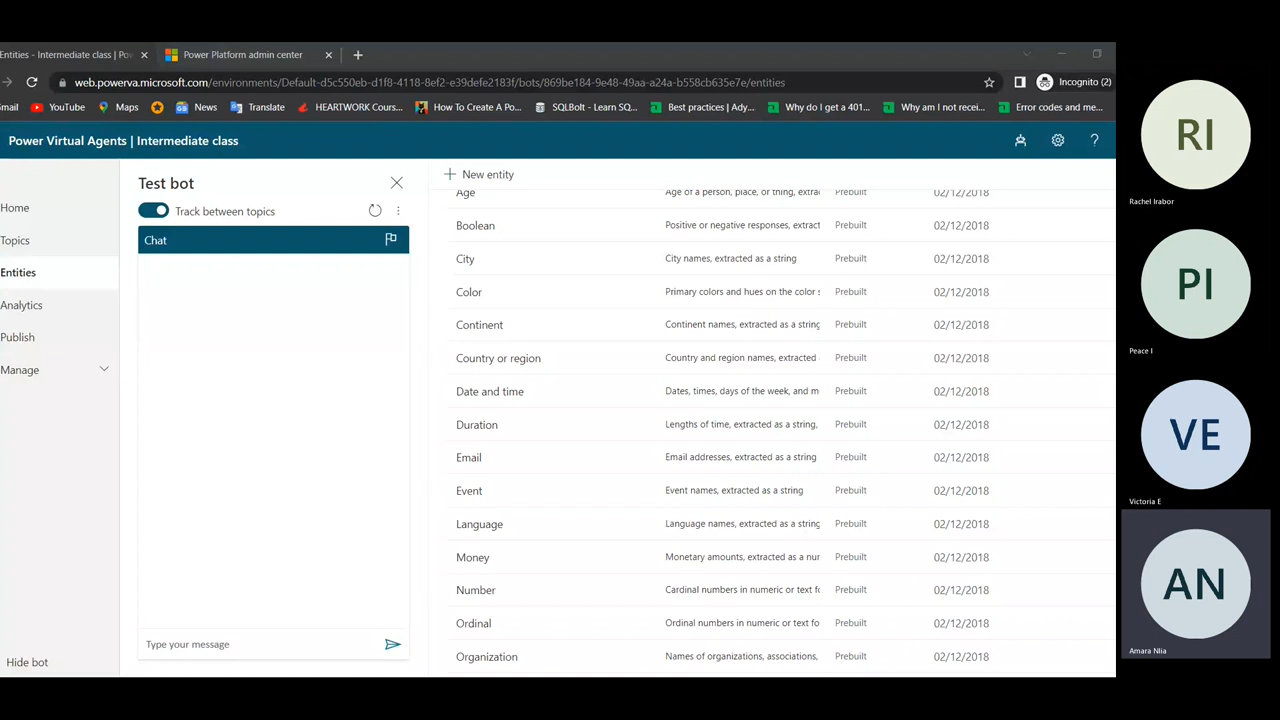 Entities - Intermediate class | Po
Power Platform admin center
web.powerva.microsoft.com/environments/Default-d5c550eb-d1f8-4118-8ef2-e39defe2183f/bots/869be184-9e48-49aa-a24a-b558cb635e7e/entities
Incognito (2)
mail
YouTube
Maps
News
Translate
HEARTWORK Cours...
How To Create A Po...
SQLBolt - Learn SQ...
Best practices | Ady...
Why do I get a 401...
Why am I not recei...
Error codes and me...
Power Virtual Agents | Intermediate class
Home
Topics
Entities
Analytics
Publish
Manage
Hide bot
Test bot
Track between topics
Chat
Type your message
New entity
Age Age of a person, place, or thing, extra Prebuilt 02/12/2018
Boolean Positive or negative responses, extract Prebuilt 02/12/2018
City City names, extracted as a string Prebuilt 02/12/2018
Color Primary colors and hues on the color s Prebuilt 02/12/2018
Continent Continent names, extracted as a string Prebuilt 02/12/2018
Country or region Country and region names, extracted Prebuilt 02/12/2018
Date and time Dates, times, days of the week, and m Prebuilt 02/12/2018
Duration Lengths of time, extracted as a string, Prebuilt 02/12/2018
Email Email addresses, extracted as a string Prebuilt 02/12/2018
Event Event names, extracted as a string Prebuilt 02/12/2018
Language Language names, extracted as a string Prebuilt 02/12/2018
Money Monetary amounts, extracted as a nur Prebuilt 02/12/2018
Number Cardinal numbers in numeric or text fo Prebuilt 02/12/2018
Ordinal Ordinal numbers in numeric or text fo Prebuilt 02/12/2018
Organization Names of organizations, associations, Prebuilt 02/12/2018
RI
Rachel Irabor
PI
Peace I
VE
Victoria E
AN
Amara Nlia